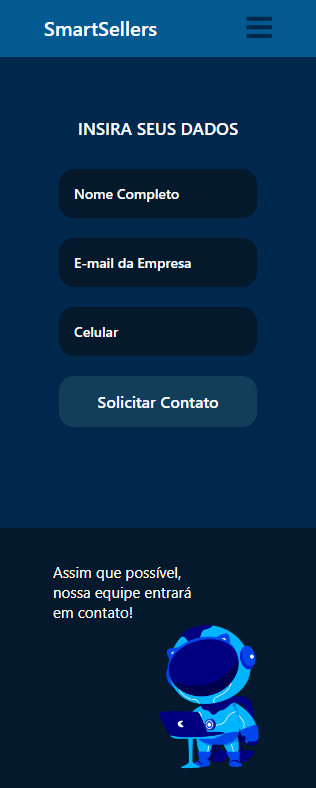 SmartSellers
INSIRA SEUS DADOS
Nome Completo
E-mail da Empresa
Celular
Solicitar Contato
Assim que possível,
nossa equipe entrará
em contato!